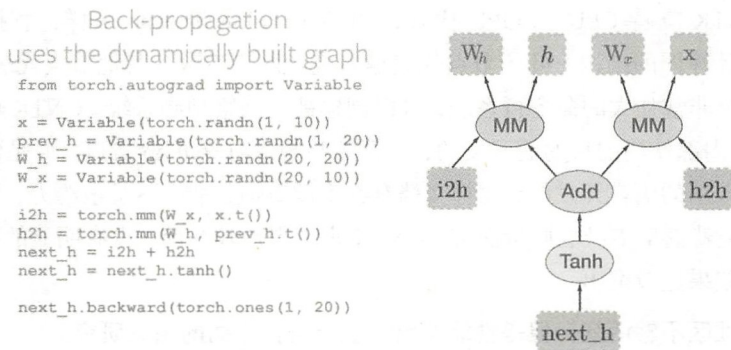 Back-propagation
uses the dynamically built graph
from torch.autograd import Variable
x = Variable(torch.randn(1, 10))
prev_h = Variable(torch.randn(1, 20))
W_h = Variable(torch.randn(20, 20))
W_x = Variable(torch.randn(20, 10))
i2h = torch.mm(W_x, x.t())
h2h = torch.mm(W_h, prev_h.t())
next_h = i2h + h2h
next_h = next_h.tanh()
next_h.backward(torch.ones(1, 20))
W_h h W_x x
MM MM
i2h Add h2h
Tanh
next_h